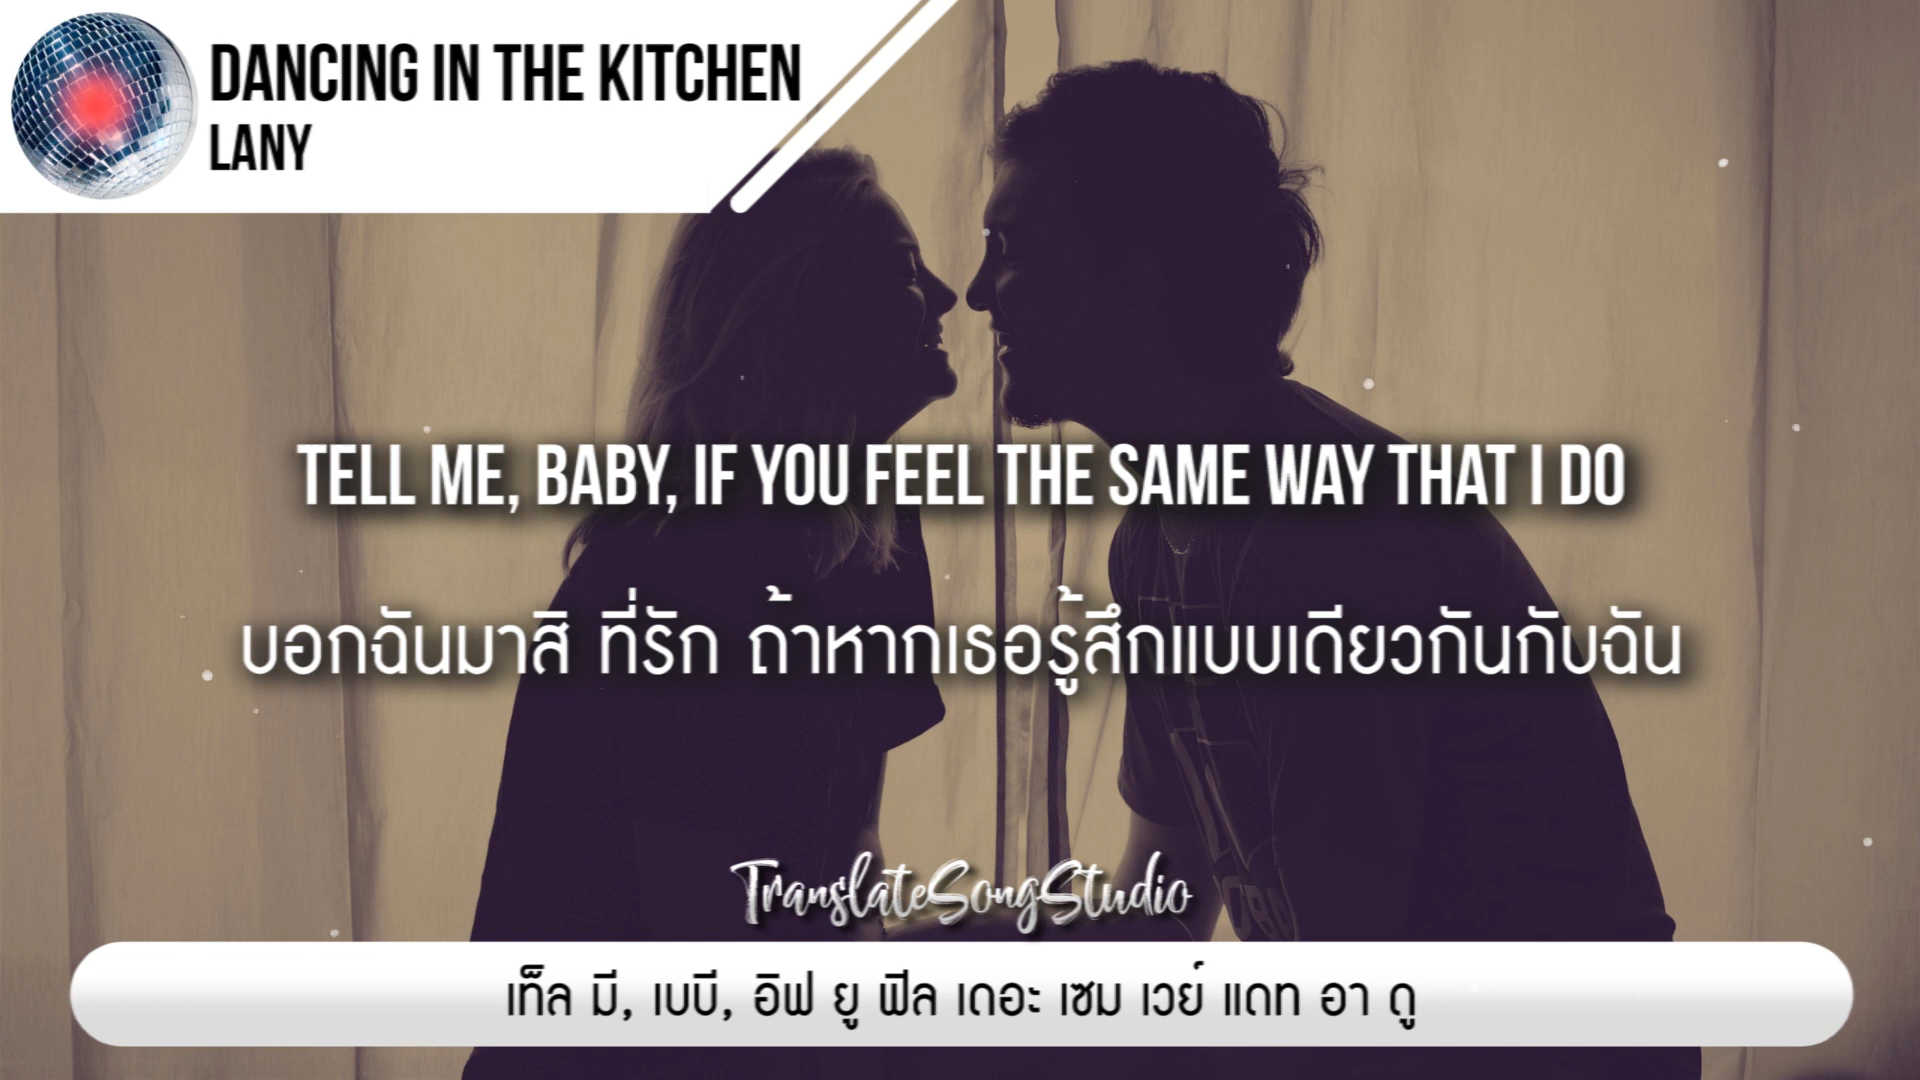 DANCING IN THE KITCHEN
LANY
TELL ME, BABY, IF YOU FEEL THE SAME WAY THAT I DO
บอกฉันมาสิ ที่รัก ถ้าหากเธอรู้สึกแบบเดียวกันกับฉัน
TranslateSongStudio
เท็ล มี, เบบี, อิฟ ยู ฟีล เดอะ เซม เวย์ แดท อา ดู